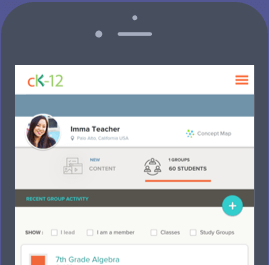 cK-12
Imma Teacher
Palo Alto, California USA
Concept Map
NEW
CONTENT
1 GROUPS
60 STUDENTS
RECENT GROUP ACTIVITY
+
SHOW: I lead I am a member Classes Study Groups
7th Grade Algebra